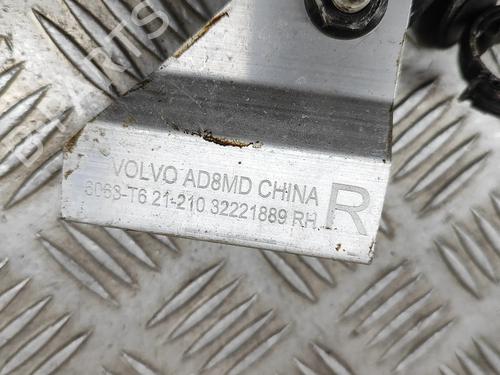 VOLVO AD8MD CHINA
6063-T6 21-210 32221889 RH
R